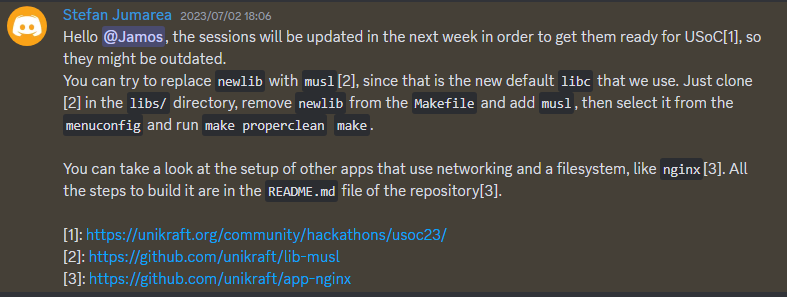 Stefan Jumarea 2023/07/02 18:06
Hello @Jamos, the sessions will be updated in the next week in order to get them ready for USoC[1], so
they might be outdated.
You can try to replace newlib with musl[2], since that is the new default libc that we use. Just clone
[2] in the libs/ directory, remove newlib from the Makefile and add musl, then select it from the
menuconfig and run make properclean make.
You can take a look at the setup of other apps that use networking and a filesystem, like nginx[3]. All
the steps to build it are in the README.md file of the repository[3].
[1]: https://unikraft.org/community/hackathons/usoc23/
[2]: https://github.com/unikraft/lib-musl
[3]: https://github.com/unikraft/app-nginx